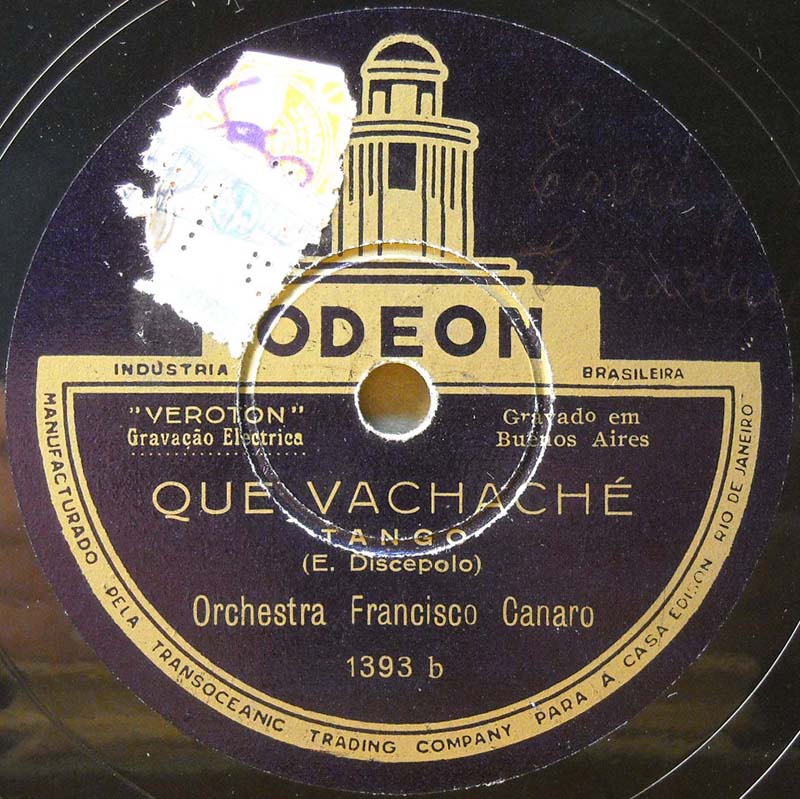 ODEON
INDUSTRIA BRASILEIRA
"VEROTON"
Gravação Electrica
Gravado em
Buenos Aires
QUE VACHACHÉ
TANGO
(E. Discepolo)
Orchestra Francisco Canaro
1393 b
MANUFACTURADO PELA TRANSOCEANIC TRADING COMPANY PARA A CASA EDISON RIO DE JANEIRO